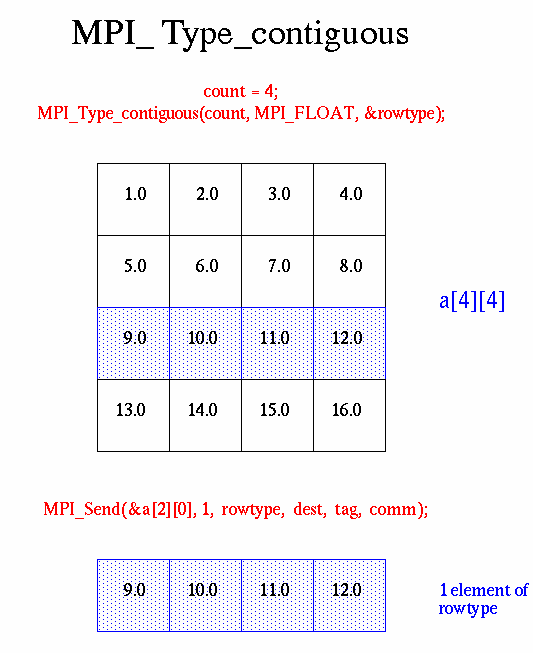 MPI_ Type_contiguous
count = 4;
MPI_Type_contiguous(count, MPI_FLOAT, &rowtype);
1.0 2.0 3.0 4.0
5.0 6.0 7.0 8.0
a[4][4]
9.0 10.0 11.0 12.0
13.0 14.0 15.0 16.0
MPI_Send(&a[2][0], 1, rowtype, dest, tag, comm);
9.0 10.0 11.0 12.0
1 element of
rowtype